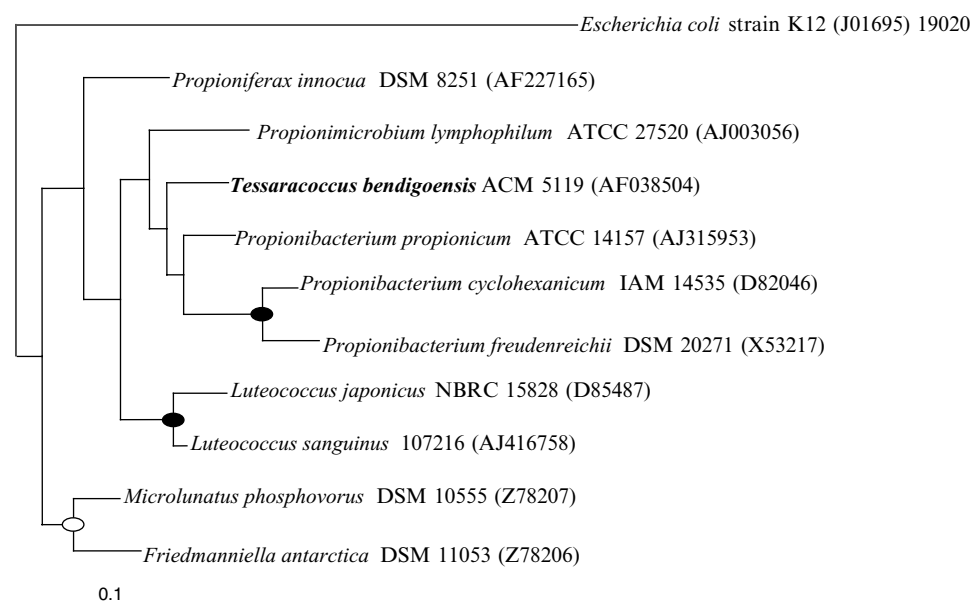 Escherichia coli strain K12 (J01695) 19020
Propioniferax innocua DSM 8251 (AF227165)
Propionimicrobium lymphophilum ATCC 27520 (AJ003056)
Tessaracoccus bendigoensis ACM 5119 (AF038504)
Propionibacterium propionicum ATCC 14157 (AJ315953)
Propionibacterium cyclohexanicum IAM 14535 (D82046)
Propionibacterium freudenreichii DSM 20271 (X53217)
Luteococcus japonicus NBRC 15828 (D85487)
Luteococcus sanguinus 107216 (AJ416758)
Microlunatus phosphovorus DSM 10555 (Z78207)
Friedmanniella antarctica DSM 11053 (Z78206)
0.1